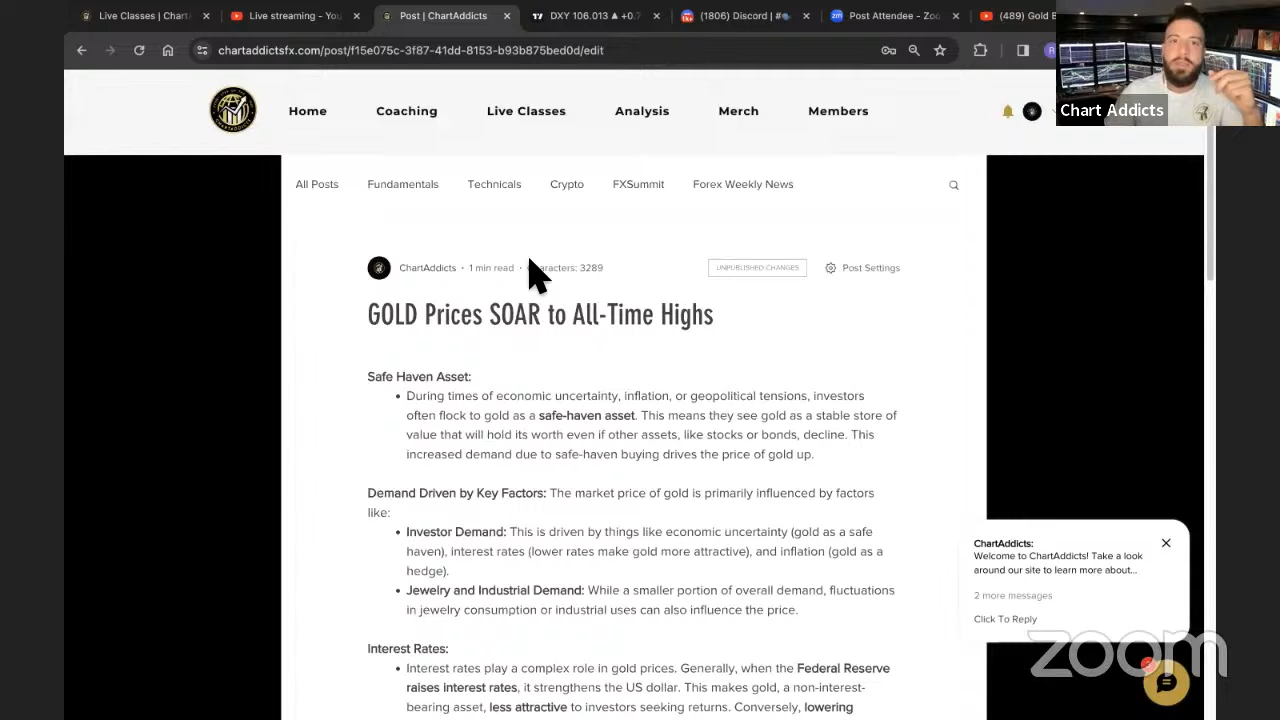 Live Classes | Chart
Live streaming - You
Post | ChartAddicts
DXY 106.013 ▲ +0.7
(1806) Discord | #
Post Attendee - Zoo
(489) Gold B
chartaddictsfx.com/post/f15e075c-3f87-41dd-8153-b93b875bed0d/edit
Chart Addicts
Home Coaching Live Classes Analysis Merch Members
All Posts Fundamentals Technicals Crypto FXSummit Forex Weekly News
ChartAddicts · 1 min read · characters: 3289 UNPUBLISHED CHANGES Post Settings
GOLD Prices SOAR to All-Time Highs
Safe Haven Asset:
• During times of economic uncertainty, inflation, or geopolitical tensions, investors
often flock to gold as a safe-haven asset. This means they see gold as a stable store of
value that will hold its worth even if other assets, like stocks or bonds, decline. This
increased demand due to safe-haven buying drives the price of gold up.
Demand Driven by Key Factors: The market price of gold is primarily influenced by factors
like:
• Investor Demand: This is driven by things like economic uncertainty (gold as a safe
haven), interest rates (lower rates make gold more attractive), and inflation (gold as a
hedge).
• Jewelry and Industrial Demand: While a smaller portion of overall demand, fluctuations
in jewelry consumption or industrial uses can also influence the price.
Interest Rates:
• Interest rates play a complex role in gold prices. Generally, when the Federal Reserve
raises interest rates, it strengthens the US dollar. This makes gold, a non-interest-
bearing asset, less attractive to investors seeking returns. Conversely, lowering
ChartAddicts:
Welcome to ChartAddicts! Take a look
around our site to learn more about...
2 more messages
Click To Reply
zoom